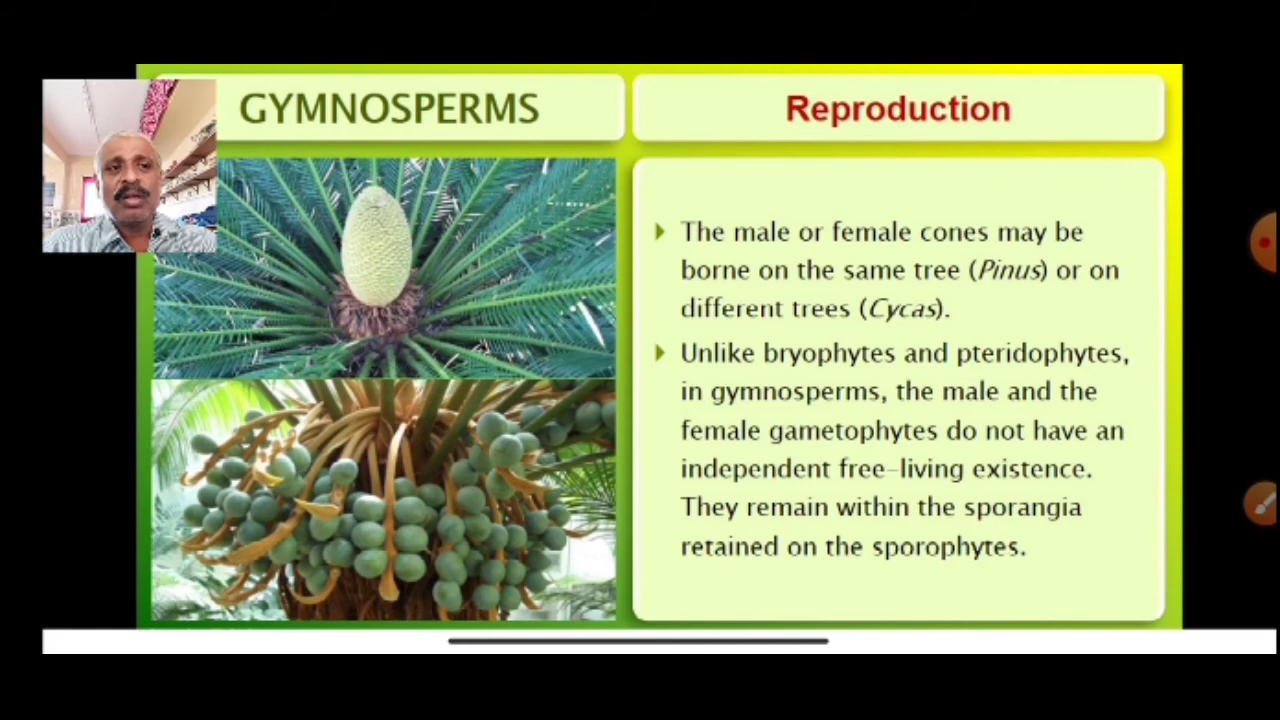 GYMNOSPERMS
Reproduction
The male or female cones may be
borne on the same tree (Pinus) or on
different trees (Cycas).
Unlike bryophytes and pteridophytes,
in gymnosperms, the male and the
female gametophytes do not have an
independent free-living existence.
They remain within the sporangia
retained on the sporophytes.